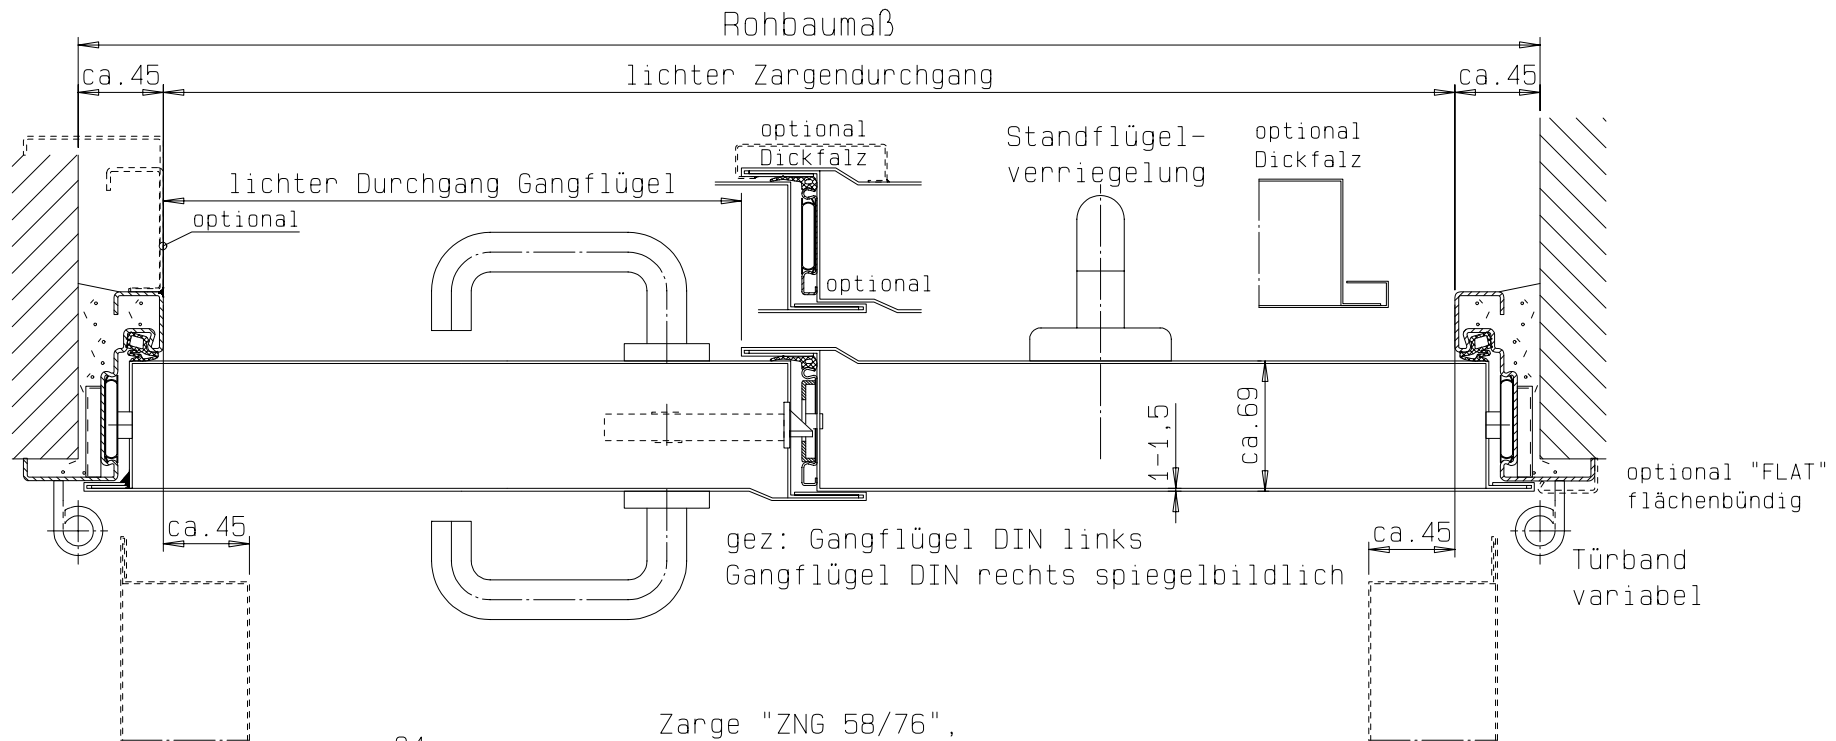 Rohbaumaß
ca.45
lichter Zargendurchgang
ca.45
optional
Dickfalz
Standflügel-
verriegelung
optional
Dickfalz
lichter Durchgang Gangflügel
optional
optional
1-1,5
ca.69
optional "FLAT"
flächenbündig
ca.45
ca.45
gez: Gangflügel DIN links
Gangflügel DIN rechts spiegelbildlich
Türband
variabel
Zarge "ZNG 58/76",